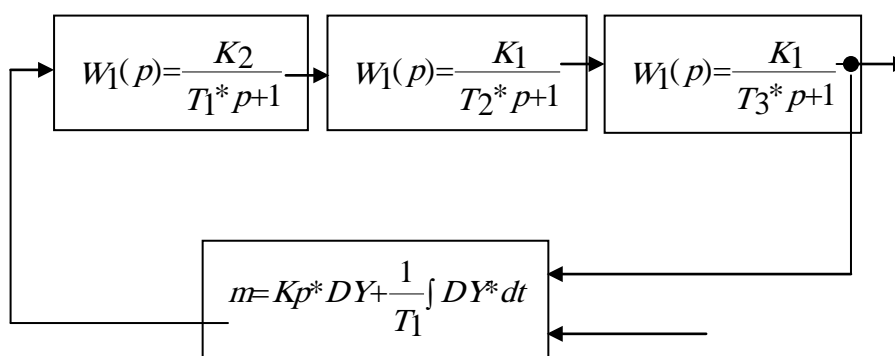 W1(p)=K2/(T1*p+1)
W1(p)=K1/(T2*p+1)
W1(p)=K1/(T3*p+1)
m=Kp*DY+1/T1∫DY*dt